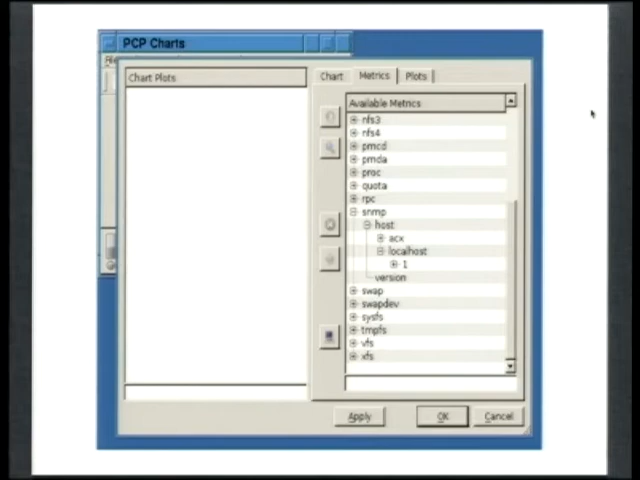 PCP Charts
Chart Plots
Chart
Metrics
Plots
Available Metrics
nfs3
nfs4
pmcd
pmda
proc
quota
rpc
snmp
host
acx
localhost
1
version
swap
swapdev
sysfs
tmpfs
vfs
xfs
Apply
OK
Cancel